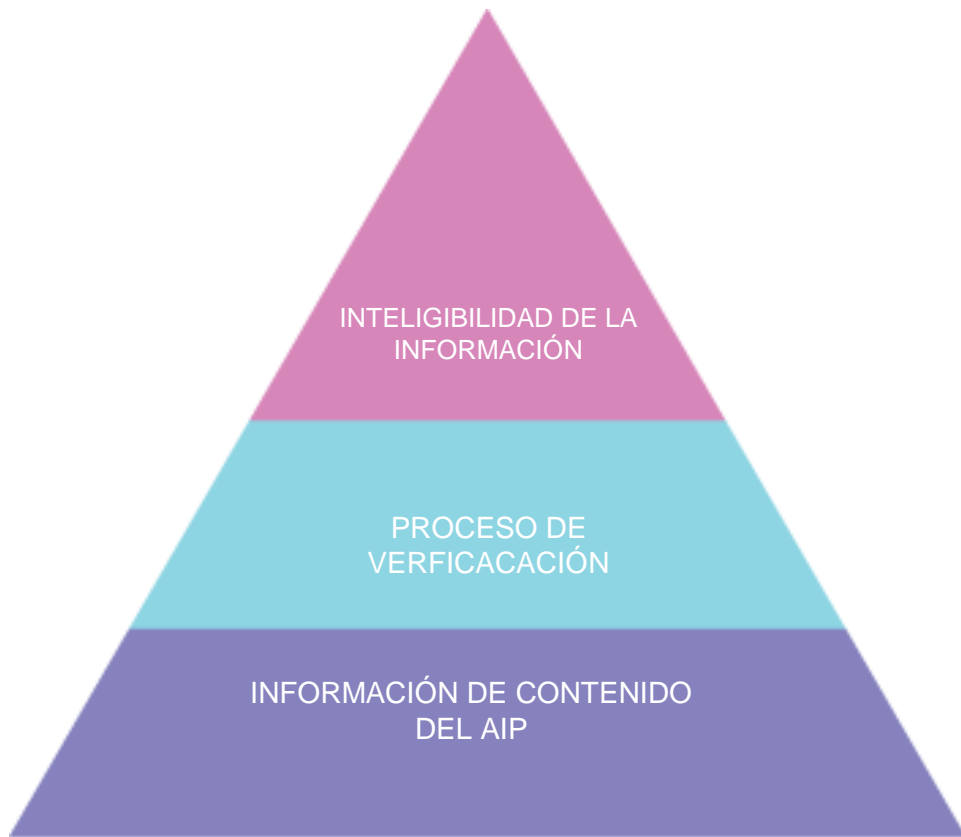 INTELIGIBILIDAD DE LA
INFORMACIÓN
PROCESO DE
VERFICACACIÓN
INFORMACIÓN DE CONTENIDO
DEL AIP